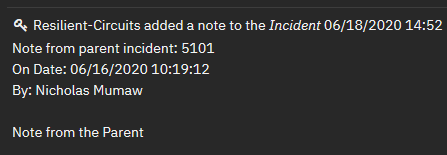 Resilient-Circuits added a note to the Incident 06/18/2020 14:52
Note from parent incident: 5101
On Date: 06/16/2020 10:19:12
By: Nicholas Mumaw
Note from the Parent